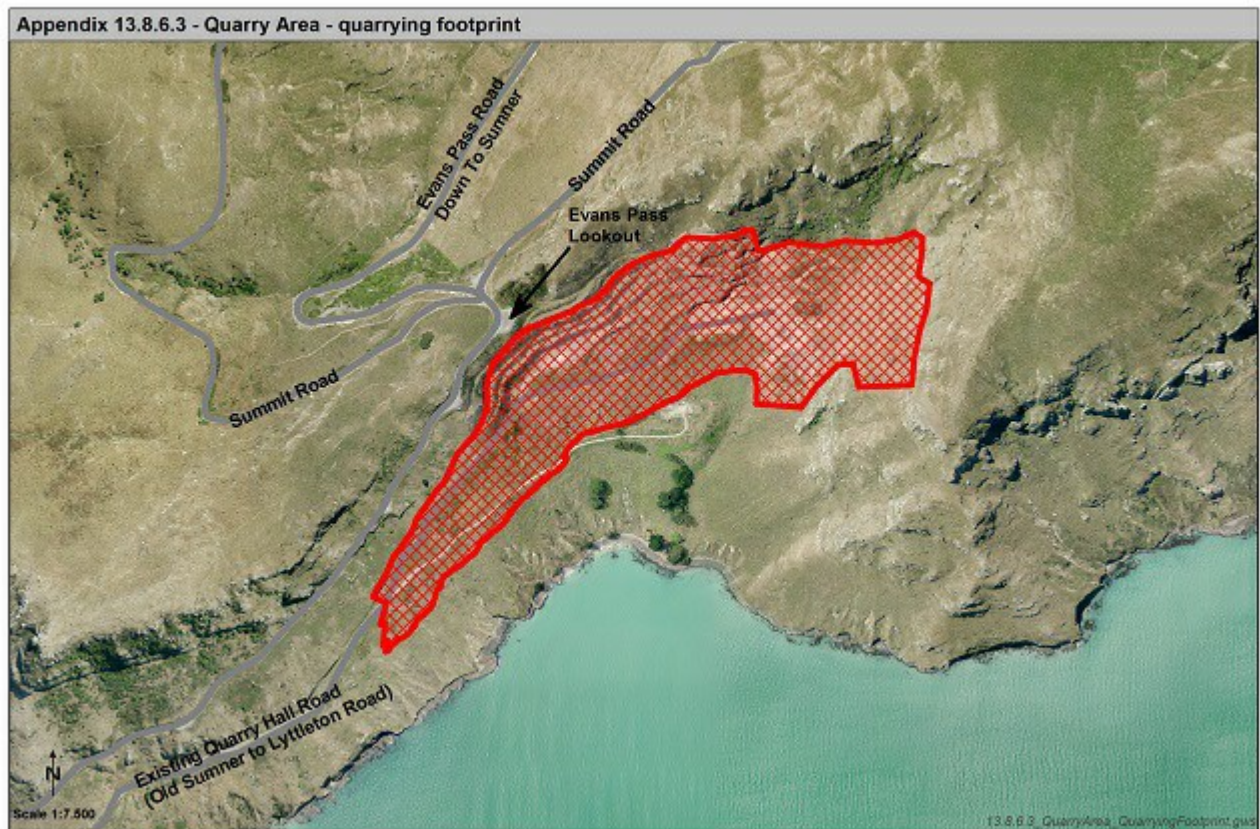 Appendix 13.8.6.3 - Quarry Area - quarrying footprint
Evans Pass Road
Down To Sumner
Summit Road
Evans Pass
Lookout
Summit Road
Existing Quarry Hall Road
(Old Sumner to Lyttleton Road)
N
Scale 1:7.500
13.8.6.3_QuarryArea_QuarryingFootprint.gws